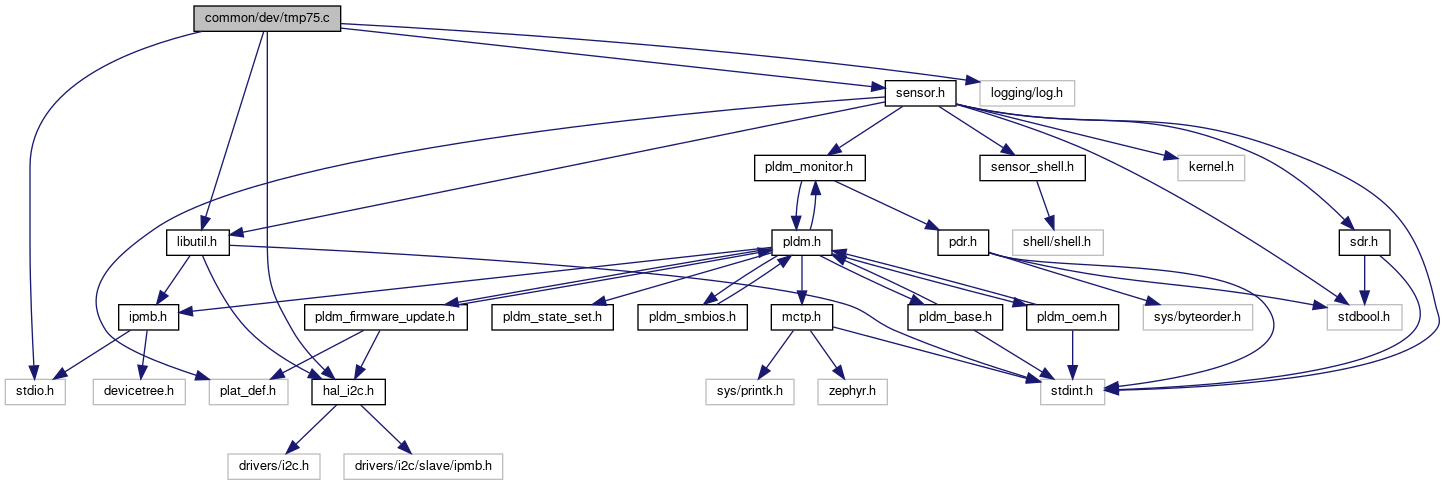 common/dev/tmp75.c
sensor.h
logging/log.h
pldm_monitor.h
sensor_shell.h
kernel.h
libutil.h
pldm.h
pdr.h
shell/shell.h
sdr.h
ipmb.h
pldm_firmware_update.h
pldm_state_set.h
pldm_smbios.h
mctp.h
pldm_base.h
pldm_oem.h
sys/byteorder.h
stdbool.h
stdio.h
devicetree.h
plat_def.h
hal_i2c.h
sys/printk.h
zephyr.h
stdint.h
drivers/i2c.h
drivers/i2c/slave/ipmb.h